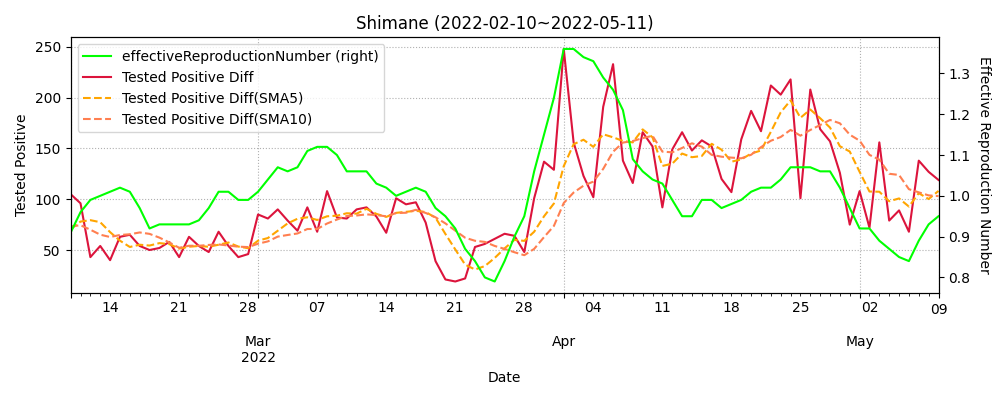 Shimane (2022-02-10~2022-05-11)
effectiveReproductionNumber (right)
Tested Positive Diff
Tested Positive Diff(SMA5)
Tested Positive Diff(SMA10)
Tested Positive
250
200
150
100
50
Effective Reproduction Number
1.3
1.2
1.1
1.0
0.9
0.8
14 21 28 07 14 21 28 04 11 18 25 02 09
Mar Apr May
2022
Date